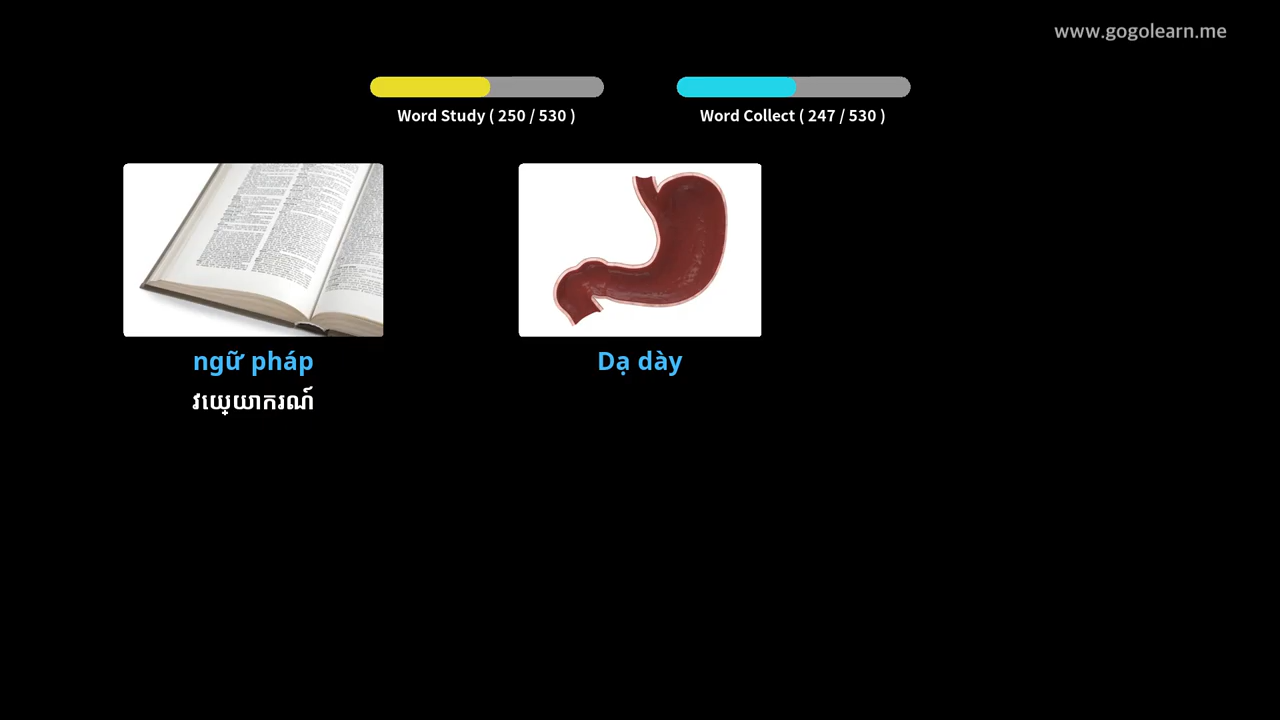 www.gogolearn.me
Word Study ( 250 / 530 )
Word Collect ( 247 / 530 )
ngữ pháp
Dạ dày
វយេ្យាករណ៍